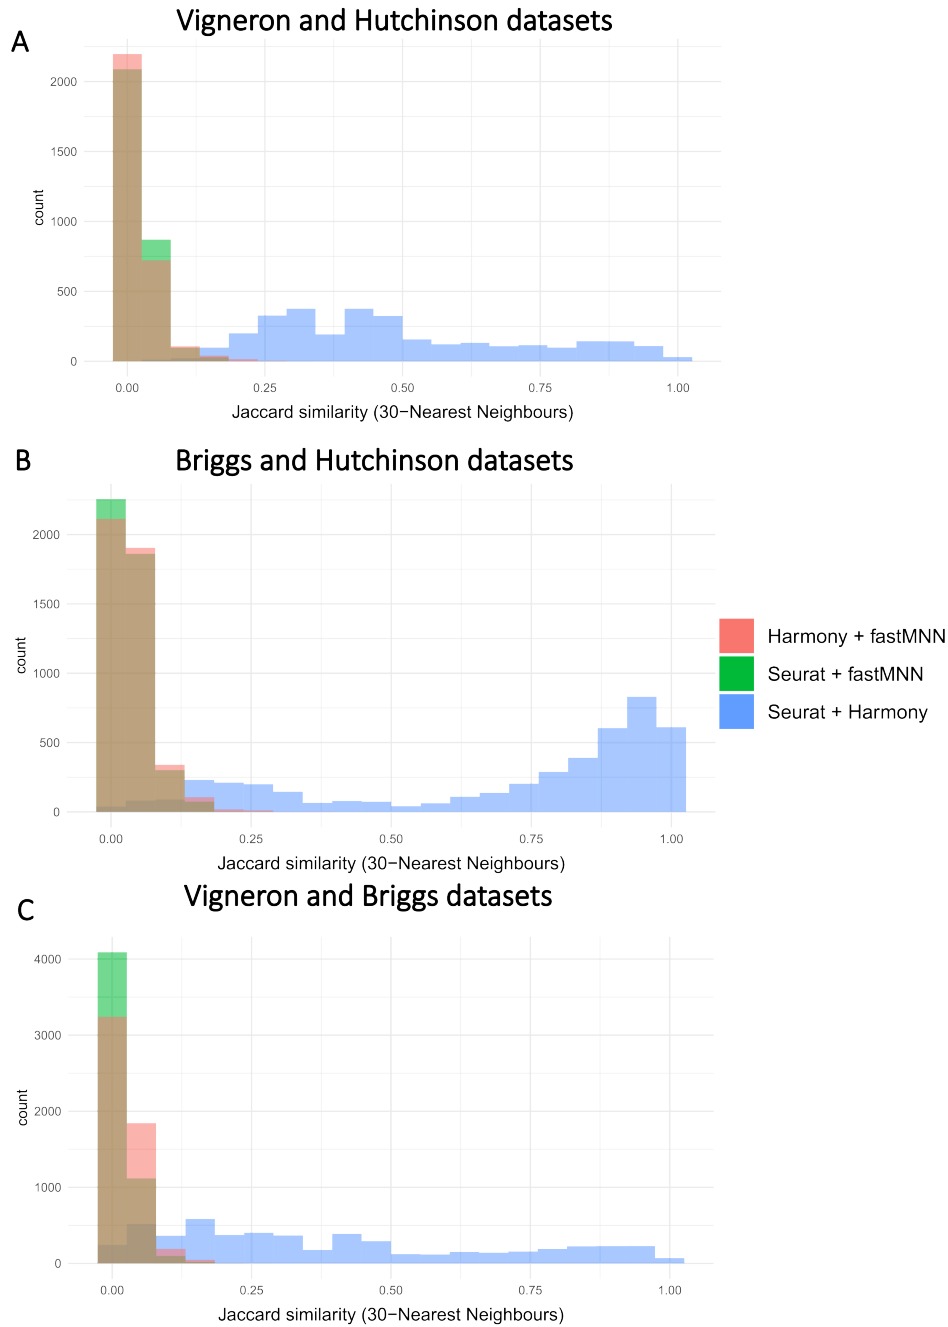 Vigneron and Hutchinson datasets
A
2000
1500
1000
500
0
count
0.00 0.25 0.50 0.75 1.00
Jaccard similarity (30−Nearest Neighbours)
B
Briggs and Hutchinson datasets
2000
1500
1000
500
0
count
0.00 0.25 0.50 0.75 1.00
Jaccard similarity (30−Nearest Neighbours)
Harmony + fastMNN
Seurat + fastMNN
Seurat + Harmony
C
Vigneron and Briggs datasets
4000
3000
2000
1000
0
count
0.00 0.25 0.50 0.75 1.00
Jaccard similarity (30−Nearest Neighbours)